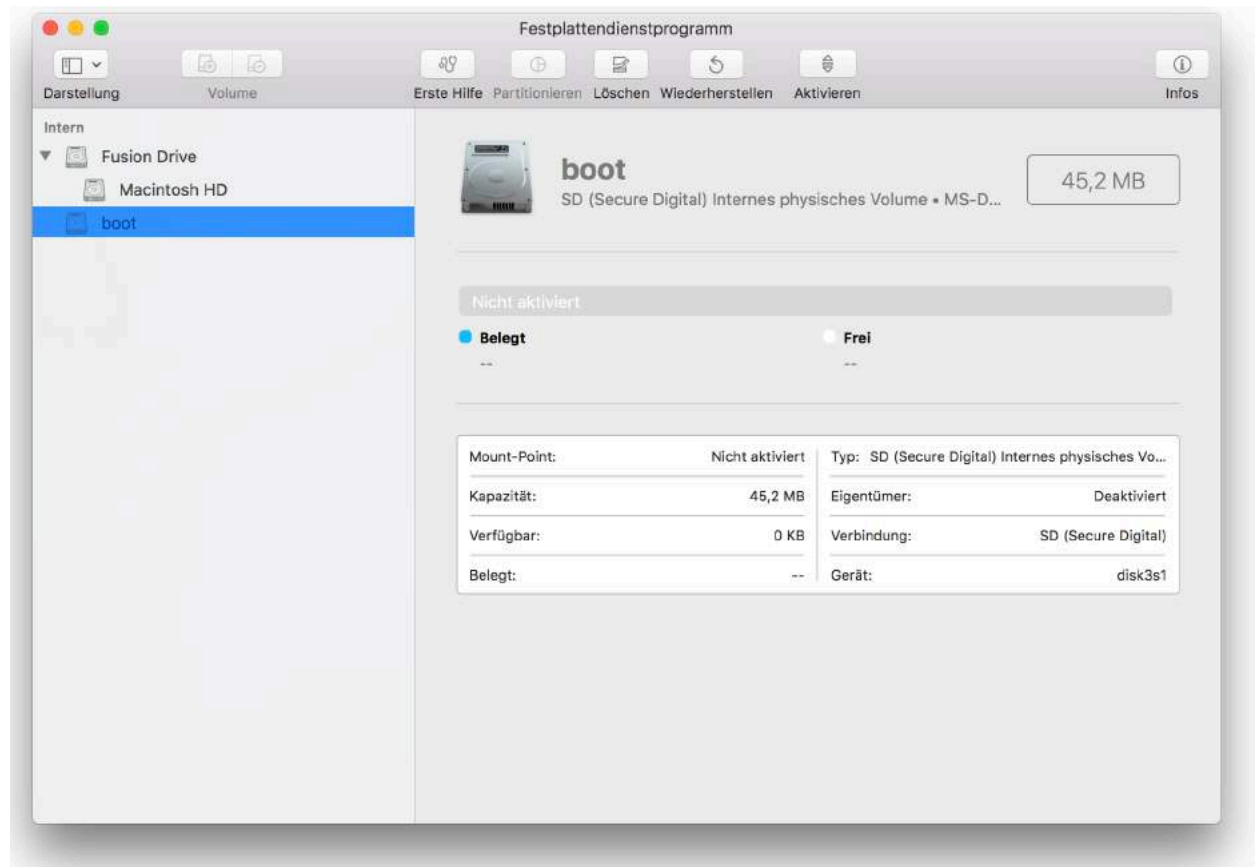 Festplattendienstprogramm
Darstellung Volume Erste Hilfe Partitionieren Löschen Wiederherstellen Aktivieren Infos
Intern
Fusion Drive
Macintosh HD
boot
boot
SD (Secure Digital) Internes physisches Volume • MS-D...
45,2 MB
Nicht aktiviert
Belegt
--
Frei
--
Mount-Point: Nicht aktiviert
Kapazität: 45,2 MB
Verfügbar: 0 KB
Belegt: --
Typ: SD (Secure Digital) Internes physisches Vo...
Eigentümer: Deaktiviert
Verbindung: SD (Secure Digital)
Gerät: disk3s1